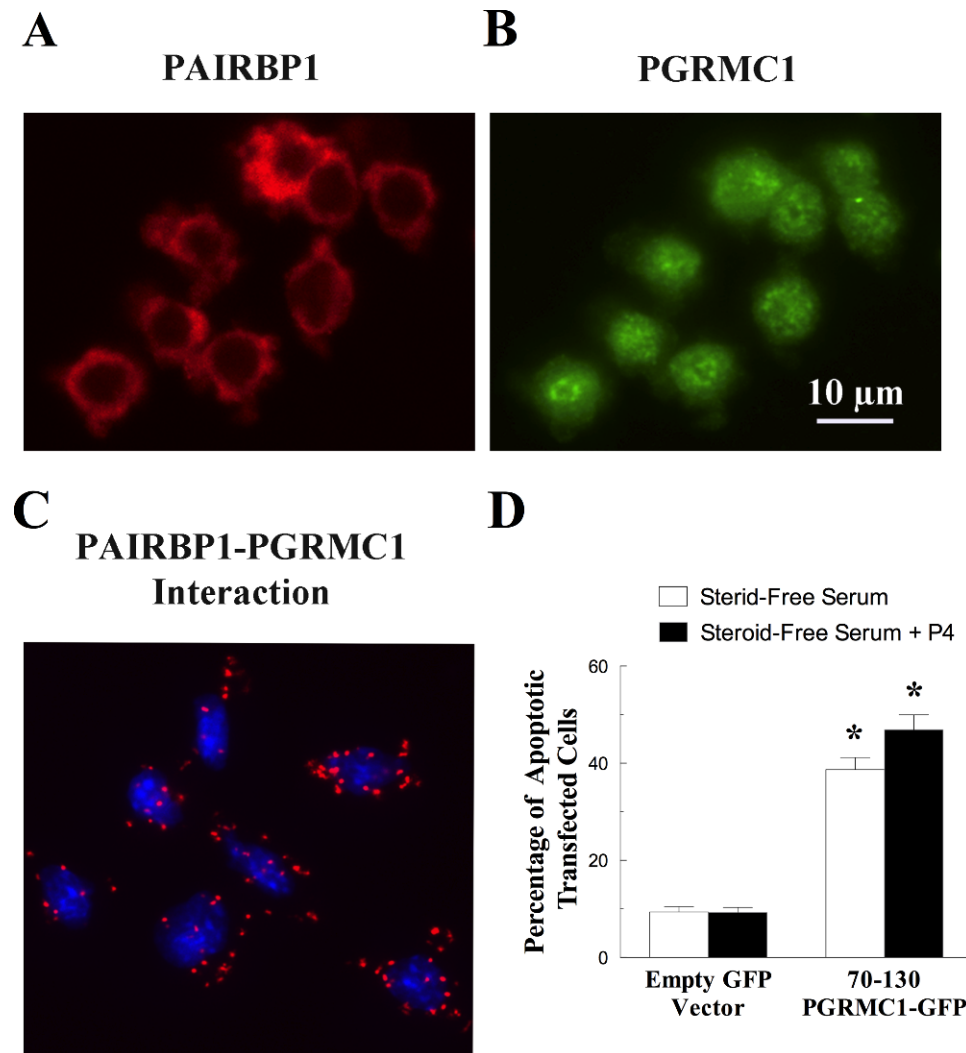 A
PAIRBP1
B
PGRMC1
10 µm
C
PAIRBP1-PGRMC1
Interaction
D
Sterid-Free Serum
Steroid-Free Serum + P4
Percentage of Apoptotic
Transfected Cells
60
40
20
0
*
*
Empty GFP
Vector
70-130
PGRMC1-GFP